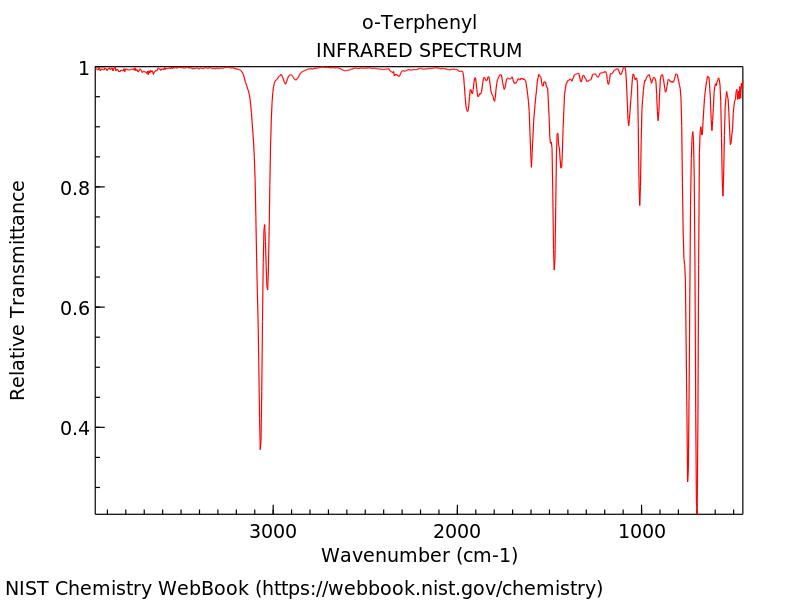 o-Terphenyl
INFRARED SPECTRUM
1
0.8
0.6
0.4
Relative Transmittance
3000 2000 1000
Wavenumber (cm-1)
NIST Chemistry WebBook (https://webbook.nist.gov/chemistry)